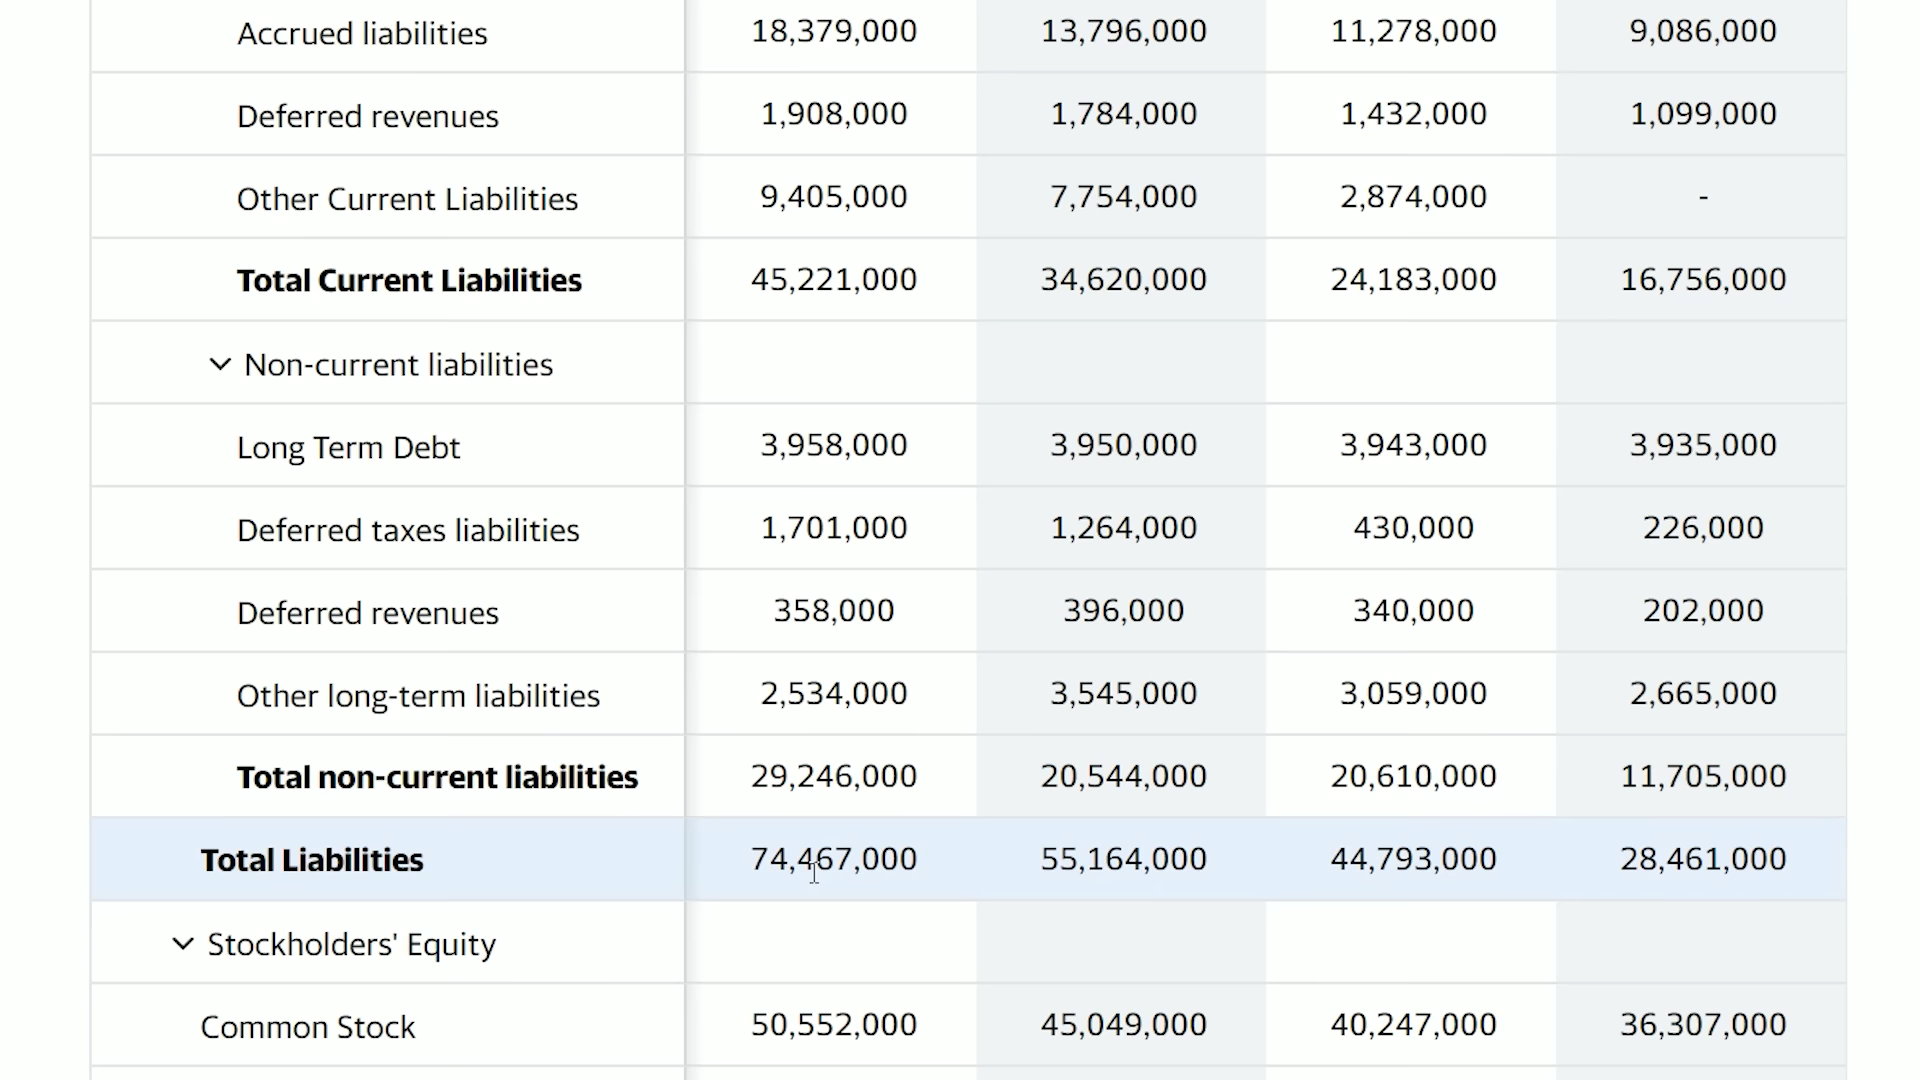 Accrued liabilities 18,379,000 13,796,000 11,278,000 9,086,000
Deferred revenues 1,908,000 1,784,000 1,432,000 1,099,000
Other Current Liabilities 9,405,000 7,754,000 2,874,000 -
Total Current Liabilities 45,221,000 34,620,000 24,183,000 16,756,000
Non-current liabilities
Long Term Debt 3,958,000 3,950,000 3,943,000 3,935,000
Deferred taxes liabilities 1,701,000 1,264,000 430,000 226,000
Deferred revenues 358,000 396,000 340,000 202,000
Other long-term liabilities 2,534,000 3,545,000 3,059,000 2,665,000
Total non-current liabilities 29,246,000 20,544,000 20,610,000 11,705,000
Total Liabilities 74,467,000 55,164,000 44,793,000 28,461,000
Stockholders' Equity
Common Stock 50,552,000 45,049,000 40,247,000 36,307,000